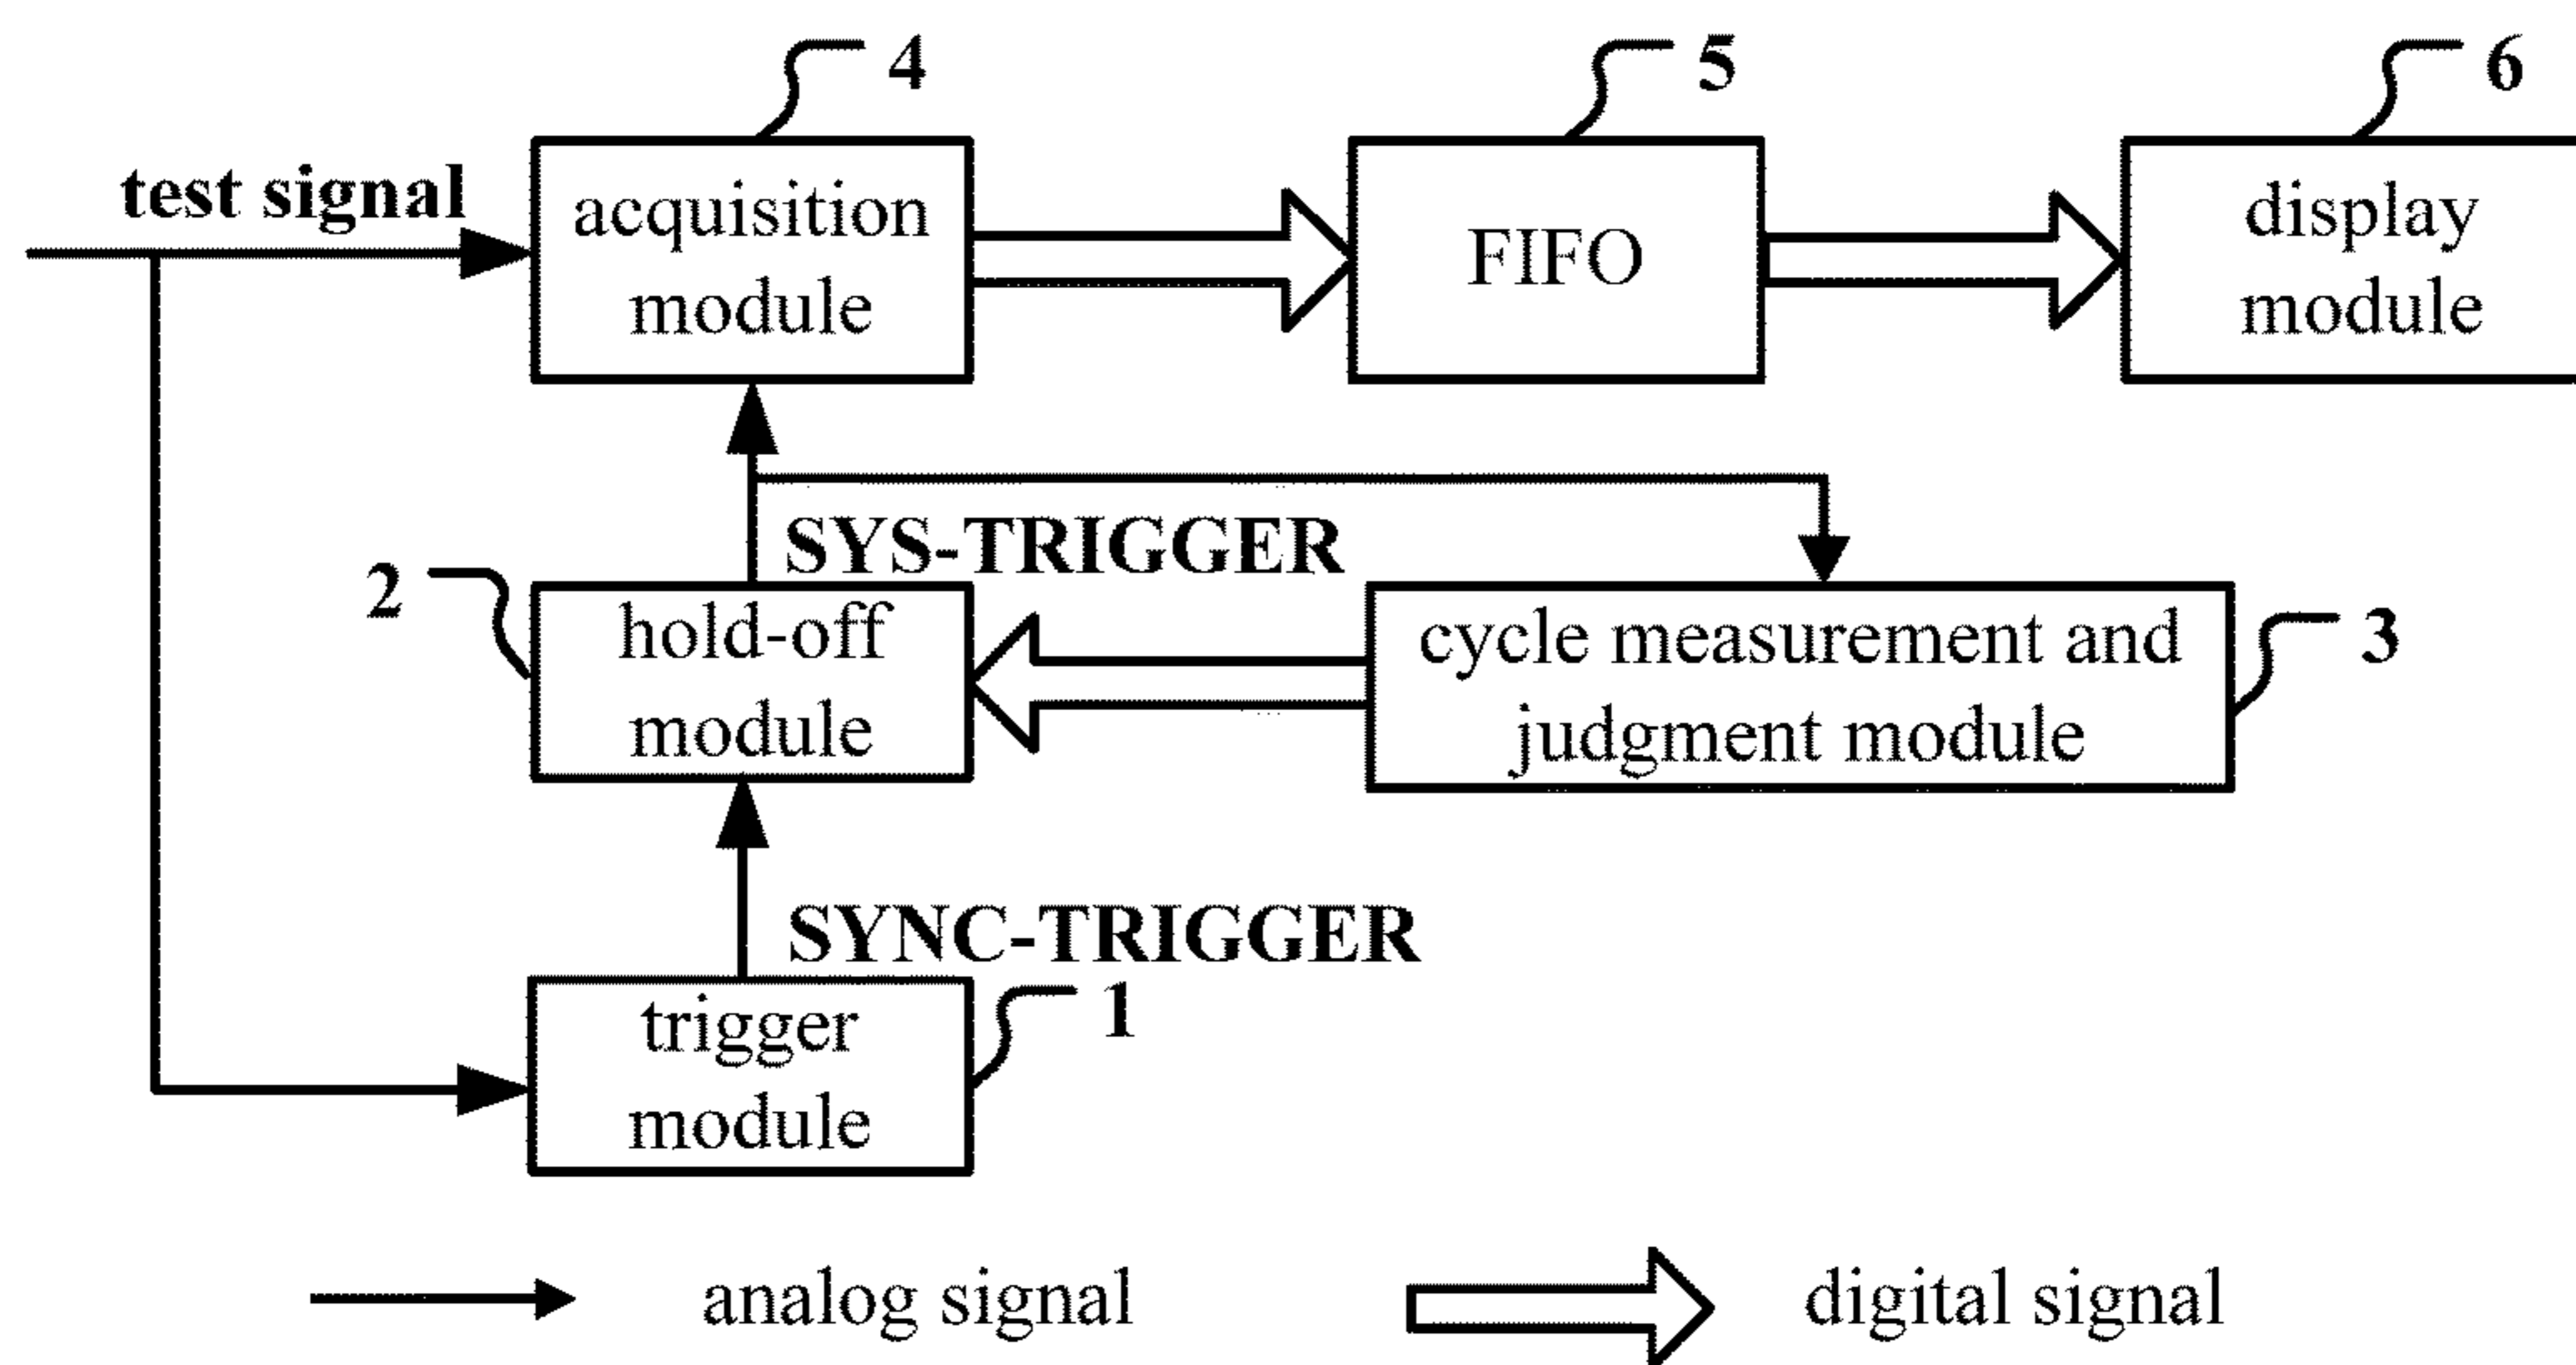 4
5
6
test signal
acquisition
module
FIFO
display
module
SYS-TRIGGER
2
hold-off
module
cycle measurement and
judgment module
3
SYNC-TRIGGER
trigger
module
1
analog signal
digital signal